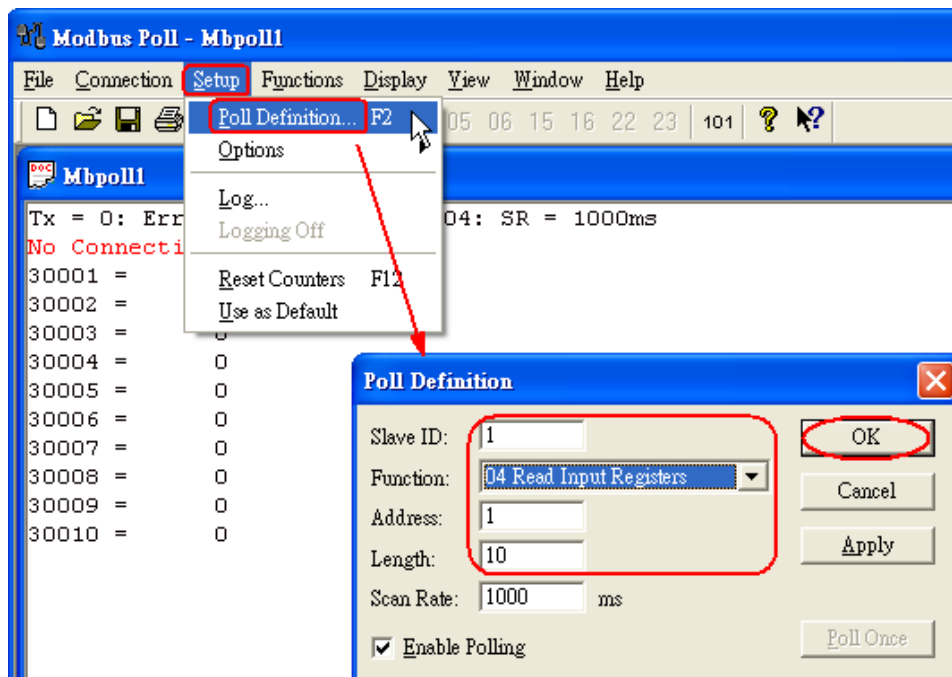 Modbus Poll - Mbpoll1
File Connection Setup Functions Display View Window Help
05 06 15 16 22 23 101
Poll Definition... F2
Options
Log...
Logging Off
Reset Counters F12
Use as Default
Mbpoll1
Tx = 0: Err 04: SR = 1000ms
No Connecti
30001 =
30002 =
30003 = 0
30004 = 0
30005 = 0
30006 = 0
30007 = 0
30008 = 0
30009 = 0
30010 = 0
Poll Definition
Slave ID: 1
OK
Function: 04 Read Input Registers
Cancel
Address: 1
Apply
Length: 10
Scan Rate: 1000 ms
Enable Polling
Poll Once